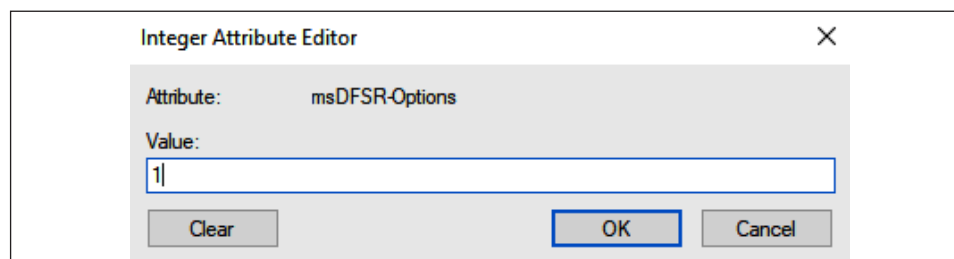 Integer Attribute Editor
Attribute: msDFSR-Options
Value:
1
Clear OK Cancel